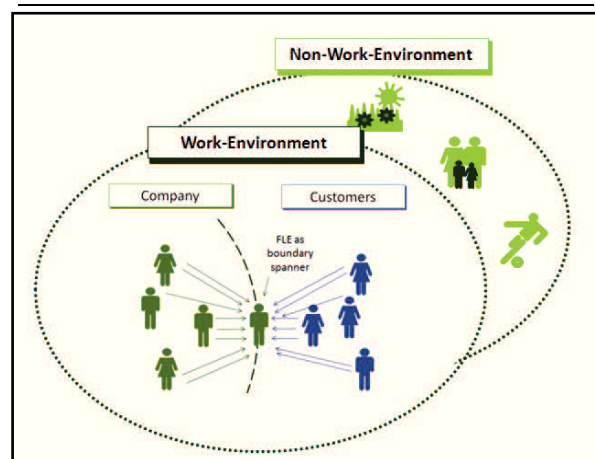 Non-Work-Environment
Work-Environment
Company
Customers
FLE as
boundary
spanner